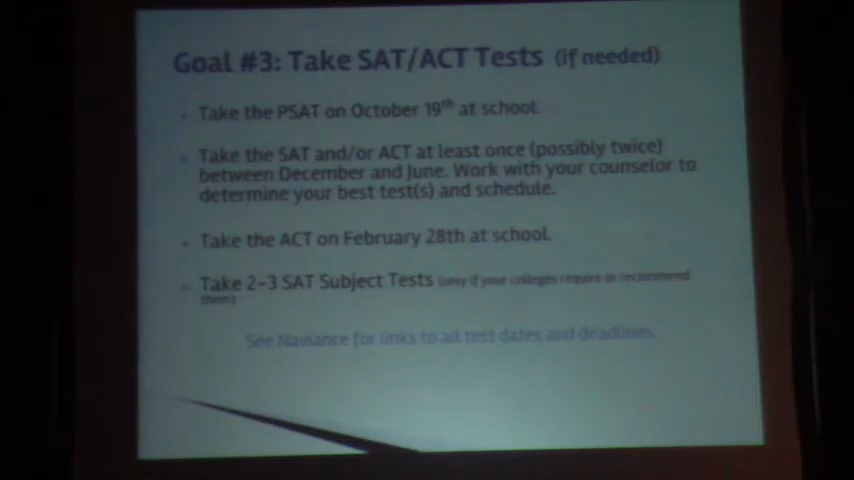 Goal #3: Take SAT/ACT Tests (if needed)
Take the PSAT on October 19th at school.
Take the SAT and/or ACT at least once (possibly twice)
between December and June. Work with your counselor to
determine your best test(s) and schedule.
Take the ACT on February 28th at school.
Take 2-3 SAT Subject Tests (only if your colleges require or recommend
them)
See Naviance for links to all test dates and deadlines.